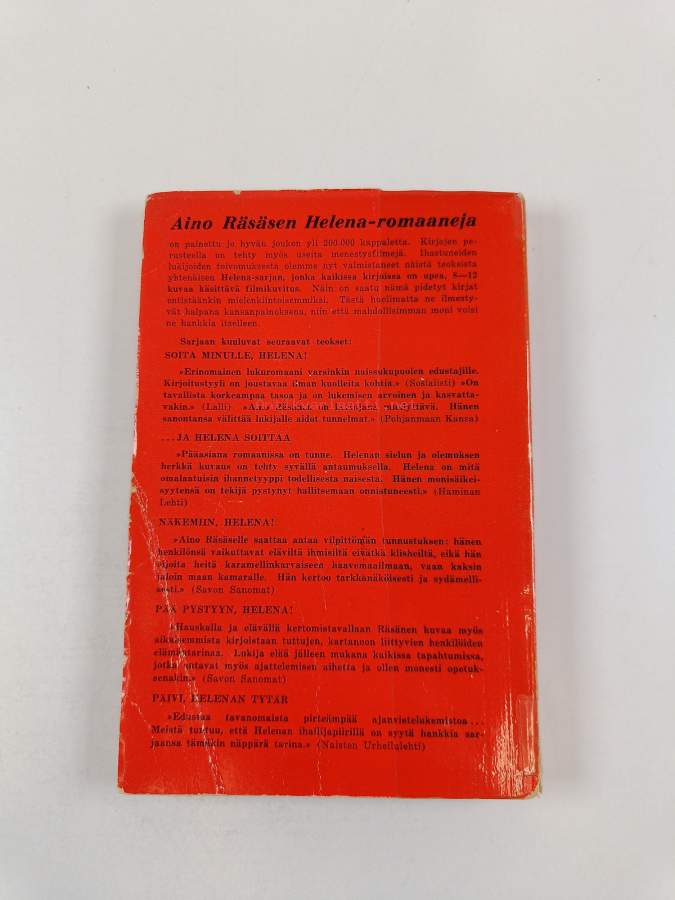 Aino Räsäsen Helena-romaaneja
on painettu jo hyvän joukon yli 200.000 kappaletta. Kirjojen pe-
rusteella on tehty myös useita menestysfilmejä. Ihastuneiden
lukijoiden toivomuksesta olemme nyt valmistaneet näistä teoksista
yhtenäisen Helena-sarjan, jonka kaikissa kirjoissa on upea, 8—12
kuvaa käsittävä filmikuvitus. Näin on saatu nämä pidetyt kirjat
entistäänkin mielenkiintoisemmiksi. Tästä huolimatta ne ilmesty-
vät halpana kansanpainoksena, niin että mahdollisimman moni voisi
ne hankkia itselleen.
Sarjaan kuuluvat seuraavat teokset:
SOITA MINULLE, HELENA!
»Erinomainen lukuromaani varsinkin naissukupuolen edustajille.
Kirjoitustyyli on joustavaa ilman kuolleita kohtia.» (Sosialisti) »On
tavallista korkeampaa tasoa ja on lukemisen arvoinen ja kasvatta-
vakin.» (Lalli) »Aino Räsänen on kertojana miellyttävä. Hänen
sanontansa välittää lukijalle aidot tunnelmat.» (Pohjanmaan Kansa)
...JA HELENA SOITTAA
»Pääasiana romaanissa on tunne. Helenan sielun ja olemuksen
herkkä kuvaus on tehty syvällä antaumuksella. Helena on mitä
omalaatuisin ihannetyyppi todellisesta naisesta. Hänen monisäikei-
syytensä on tekijä pystynyt hallitsemaan onnistuneesti.» (Haminan
Lehti)
NÄKEMIIN, HELENA!
»Aino Räsäselle saattaa antaa vilpittömän tunnustuksen: hänen
henkilönsä vaikuttavat eläviltä ihmisiltä eivätkä klisheiltä, eikä hän
sijoita heitä karamellinkarvaiseen haavemaailmaan, vaan kaksin
jaloin maan kamaralle. Hän kertoo tarkkanäköisesti ja sydämelli-
sesti.» (Savon Sanomat)
PÄÄ PYSTYYN, HELENA!
»Hauskalla ja elävällä kertomistavallaan Räsänen kuvaa myös
aikaisemmista kirjoistaan tuttujen, kartanoon liittyvien henkilöiden
elämäntarinaa. Lukija elää jälleen mukana kaikissa tapahtumissa,
jotka antavat myös ajattelemisen aihetta ja ollen monesti opetuk-
senakin.» (Savon Sanomat)
PÄIVI, HELENAN TYTÄR
»Edustaa tavanomaista pirteämpää ajanvietelukemistoa...
Meistä tuntuu, että Helenan ihailijapiirillä on syytä hankkia sar-
jaansa tämäkin näppärä tarina.» (Naisten Urheilulehti)